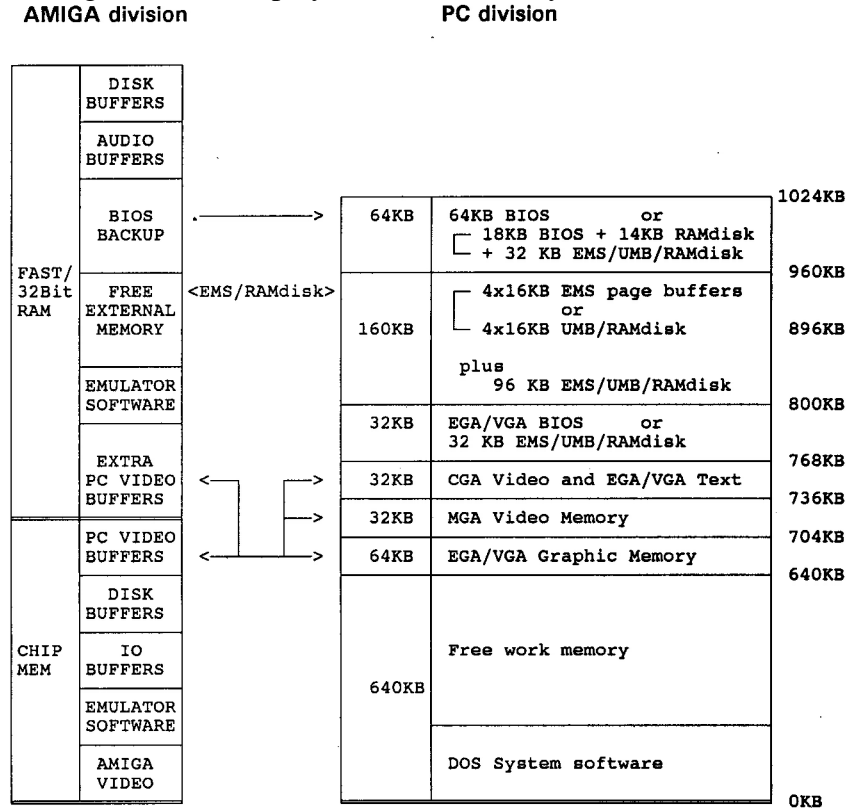 AMIGA division
PC division
DISK
BUFFERS
AUDIO
BUFFERS
BIOS
BACKUP
FAST/
32Bit
RAM
FREE
EXTERNAL
MEMORY
EMULATOR
SOFTWARE
EXTRA
PC VIDEO
BUFFERS
PC VIDEO
BUFFERS
DISK
BUFFERS
CHIP
MEM
IO
BUFFERS
EMULATOR
SOFTWARE
AMIGA
VIDEO
<EMS/RAMdisk>
1024KB
64KB
64KB BIOS or
18KB BIOS + 14KB RAMdisk
+ 32 KB EMS/UMB/RAMdisk
960KB
160KB
4x16KB EMS page buffers
or
4x16KB UMB/RAMdisk
896KB
plus
96 KB EMS/UMB/RAMdisk
800KB
32KB
EGA/VGA BIOS or
32 KB EMS/UMB/RAMdisk
768KB
32KB
CGA Video and EGA/VGA Text
736KB
32KB
MGA Video Memory
704KB
64KB
EGA/VGA Graphic Memory
640KB
640KB
Free work memory
DOS System software
0KB